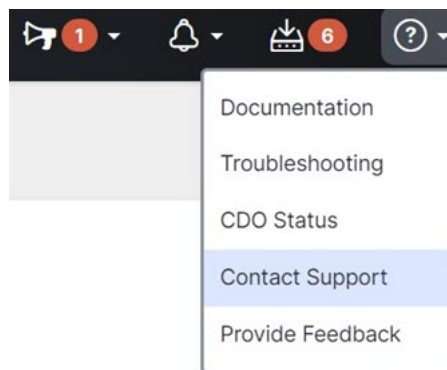 1 6 ?
Documentation
Troubleshooting
CDO Status
Contact Support
Provide Feedback